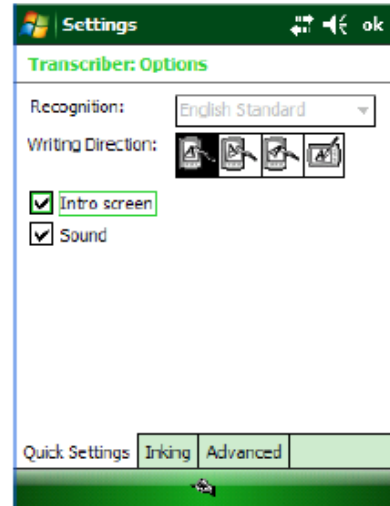 Settings ok
Transcriber: Options
Recognition: English Standard
Writing Direction:
Intro screen
Sound
Quick Settings Inking Advanced